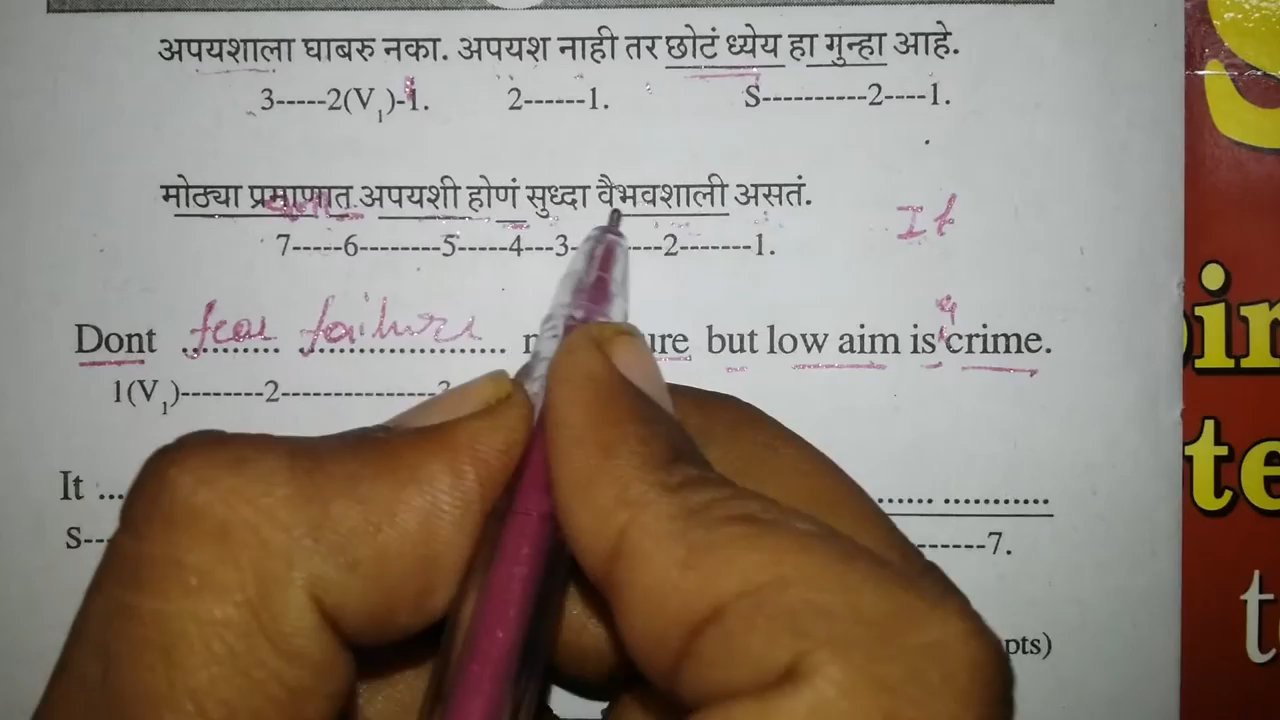 अपयशाला घाबरु नका. अपयश नाही तर छोटं ध्येय हा गुन्हा आहे.
3-----2(V1)-1. 2------1. S----------2----1.
मोठ्या प्रमाणात अपयशी होणं सुध्दा वैभवशाली असतं.
It
7-----6--------5-----4---3- ----2-------1.
a
Dont fear failure but low aim is crime.
1(V1)-------2----------------
It ... ...... ...........
S-- ------7.
pts)
te